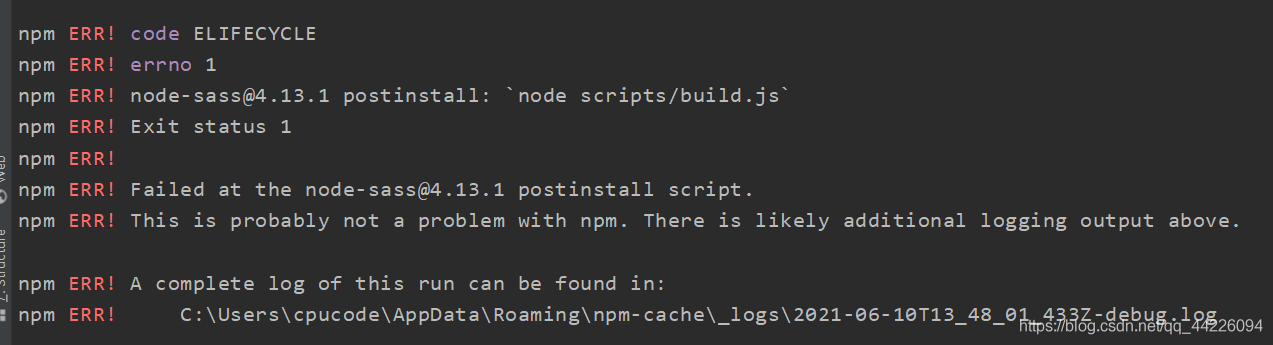 npm ERR! code ELIFECYCLE
npm ERR! errno 1
npm ERR! node-sass@4.13.1 postinstall: `node scripts/build.js`
npm ERR! Exit status 1
npm ERR!
npm ERR! Failed at the node-sass@4.13.1 postinstall script.
npm ERR! This is probably not a problem with npm. There is likely additional logging output above.
npm ERR! A complete log of this run can be found in:
npm ERR!     C:\Users\cpucode\AppData\Roaming\npm-cache\_logs\2021-06-10T13_48_01_433Z-debug.log
https://blog.csdn.net/qq_44226094
Web
7: Structure